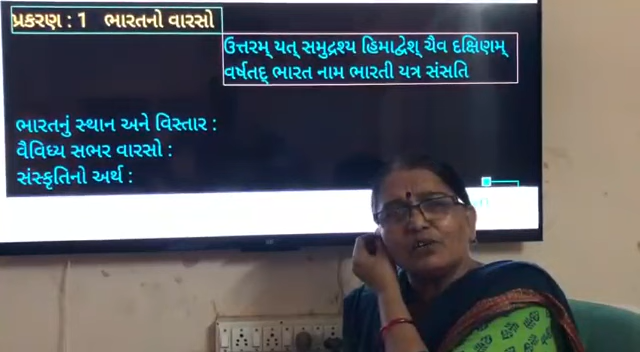 પ્રકરણ : 1 ભારતનો વારસો
ઉત્તરમ્ યત્ સમુદ્રશ્ય હિમાદ્વેશ્ ચૈવ દક્ષિણમ્
વર્ષતદ્ ભારત નામ ભારતી યત્ર સંસતિ
ભારતનું સ્થાન અને વિસ્તાર :
વૈવિધ્ય સભર વારસો :
સંસ્કૃતિનો અર્થ :